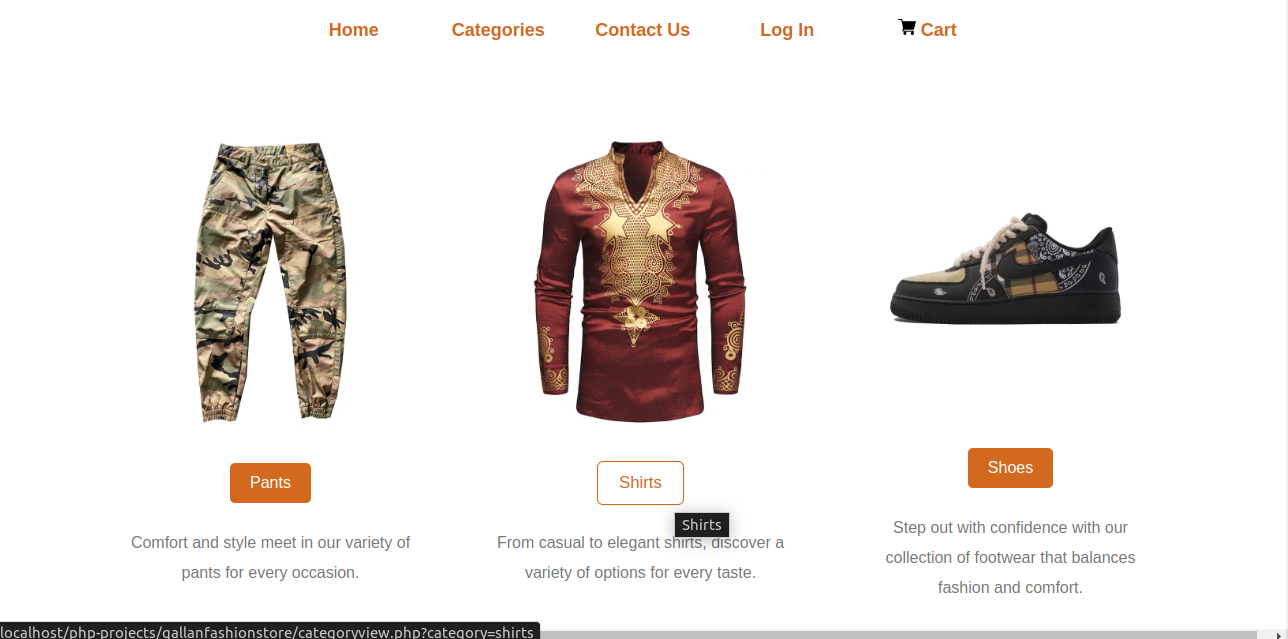 Home Categories Contact Us Log In Cart
Pants
Shirts
Shoes
Shirts
Comfort and style meet in our variety of
pants for every occasion.
From casual to elegant shirts, discover a
variety of options for every taste.
Step out with confidence with our
collection of footwear that balances
fashion and comfort.
localhost/php-projects/gallanfashionstore/categoryview.php?category=shirts